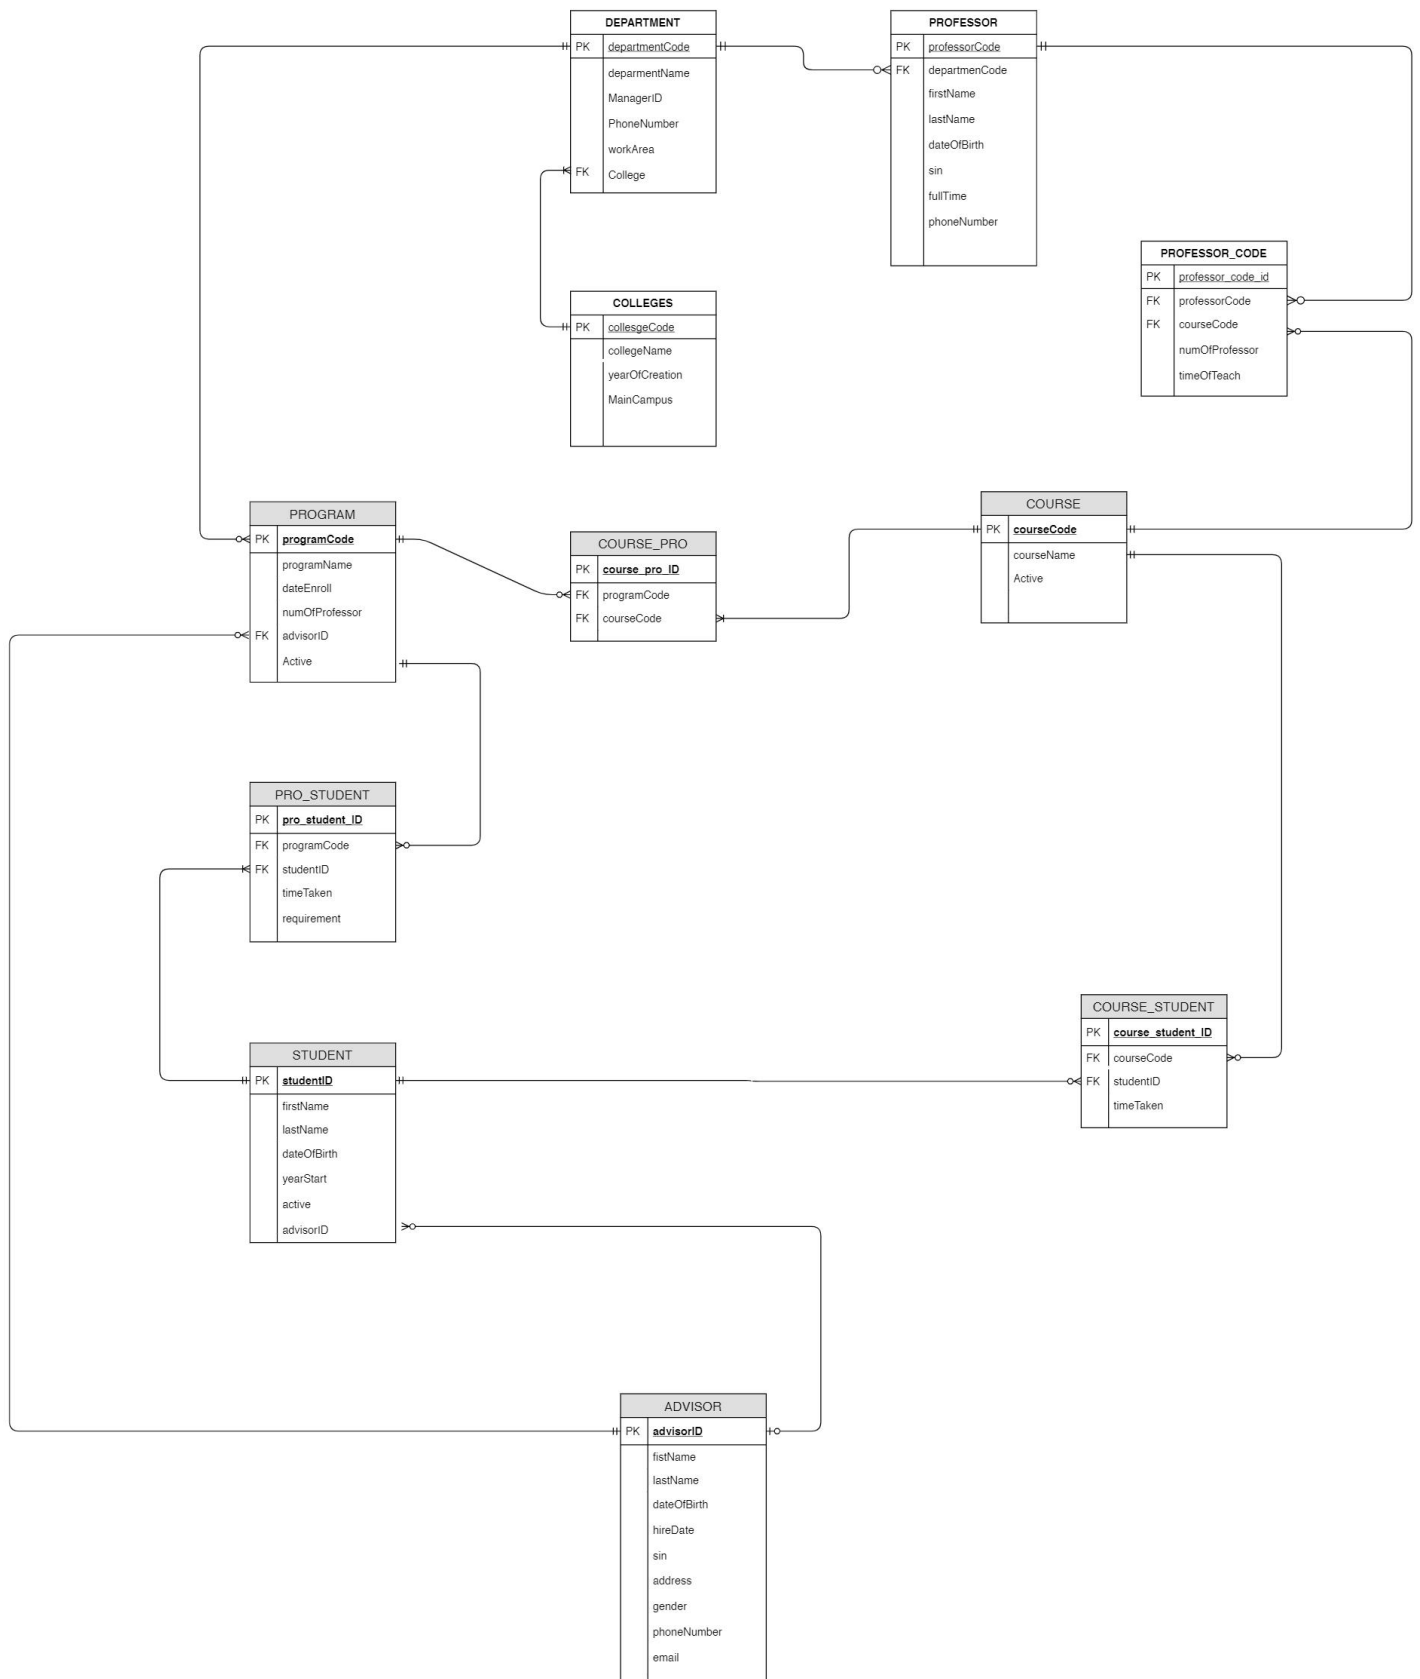 DEPARTMENT
PK departmentCode
deparmentName
ManagerID
PhoneNumber
workArea
FK College
PROFESSOR
PK professorCode
FK departmenCode
firstName
lastName
dateOfBirth
sin
fullTime
phoneNumber
PROFESSOR_CODE
PK professor_code_id
FK professorCode
FK courseCode
numOfProfessor
timeOfTeach
COLLEGES
PK collesgeCode
collegeName
yearOfCreation
MainCampus
PROGRAM
PK programCode
programName
dateEnroll
numOfProfessor
FK advisorID
Active
COURSE_PRO
PK course_pro_ID
FK programCode
FK courseCode
COURSE
PK courseCode
courseName
Active
PRO_STUDENT
PK pro_student_ID
FK programCode
FK studentID
timeTaken
requirement
STUDENT
PK studentID
firstName
lastName
dateOfBirth
yearStart
active
advisorID
COURSE_STUDENT
PK course_student_ID
FK courseCode
FK studentID
timeTaken
ADVISOR
PK advisorID
fistName
lastName
dateOfBirth
hireDate
sin
address
gender
phoneNumber
email